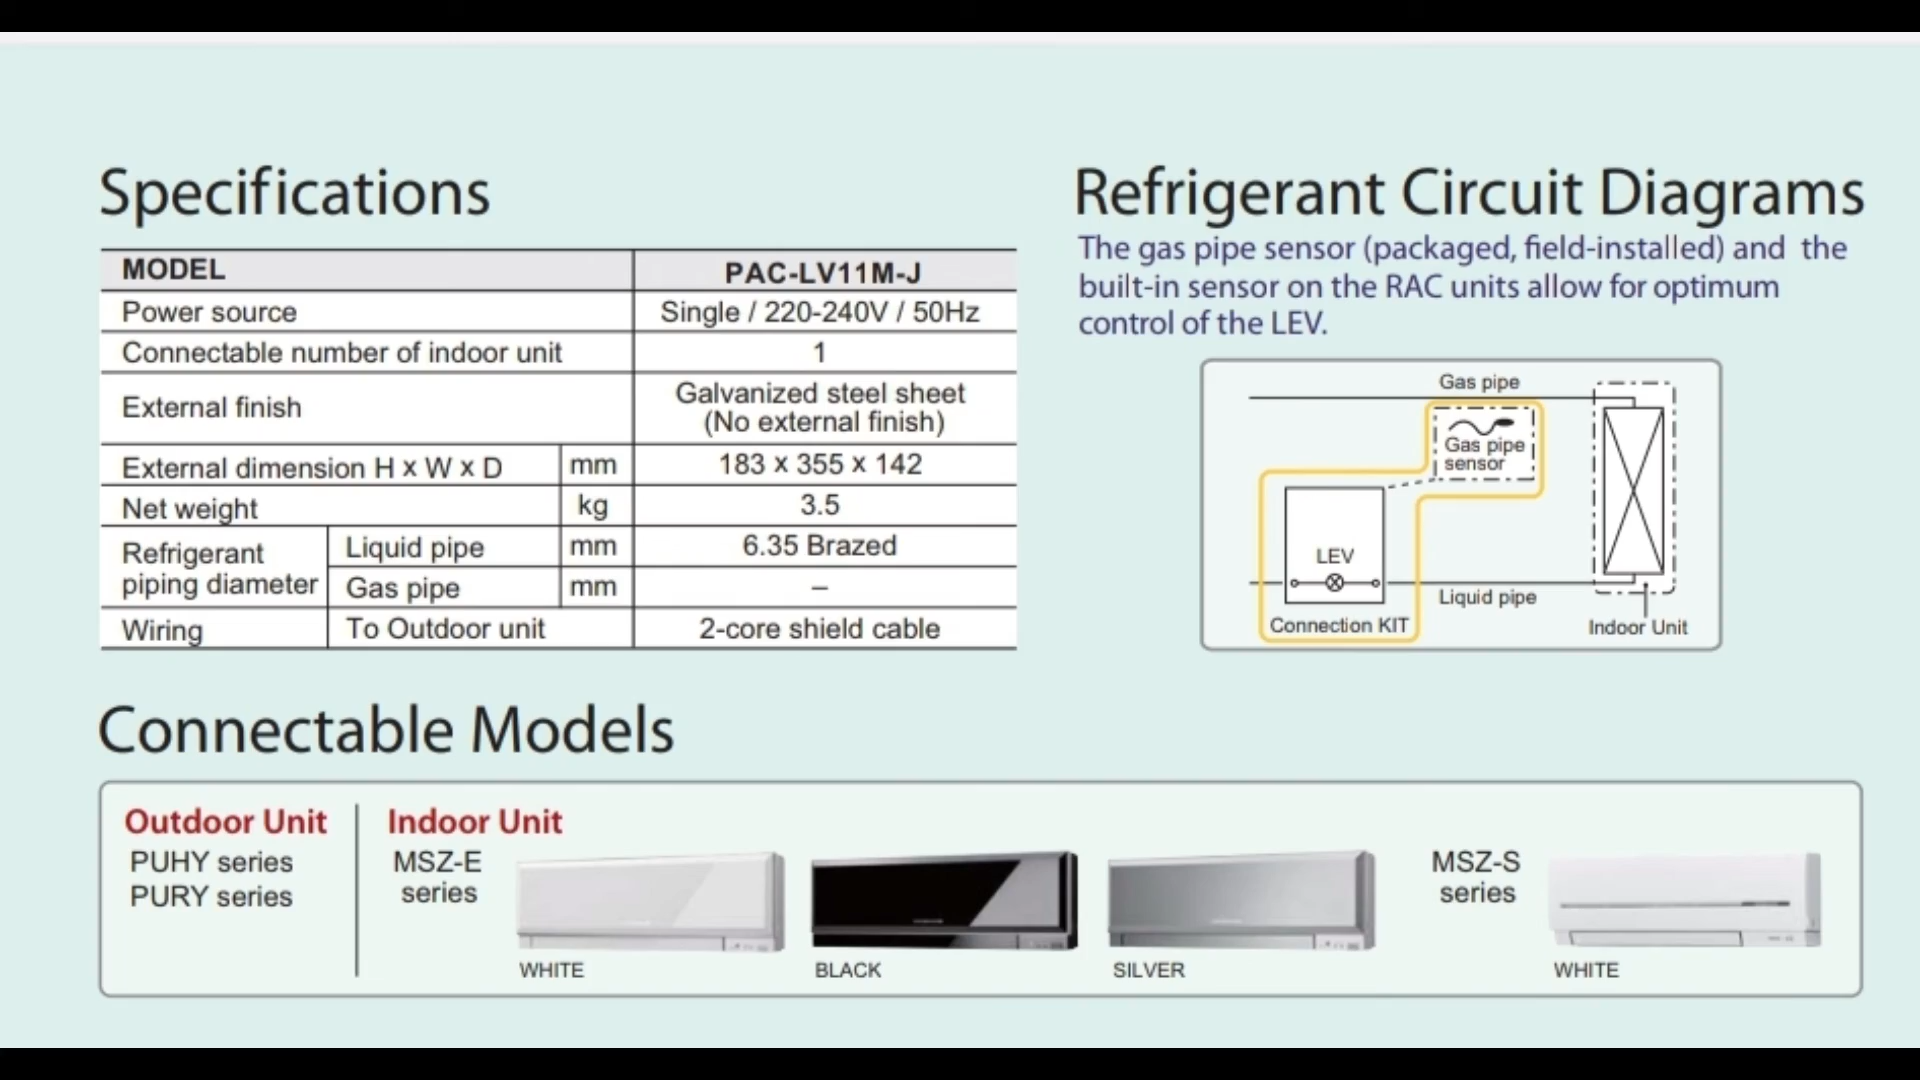 Specifications
MODEL PAC-LV11M-J
Power source Single / 220-240V / 50Hz
Connectable number of indoor unit 1
External finish Galvanized steel sheet
(No external finish)
External dimension H x W x D mm 183 x 355 x 142
Net weight kg 3.5
Refrigerant
piping diameter
Liquid pipe mm 6.35 Brazed
Gas pipe mm –
Wiring To Outdoor unit 2-core shield cable
Refrigerant Circuit Diagrams
The gas pipe sensor (packaged, field-installed) and the
built-in sensor on the RAC units allow for optimum
control of the LEV.
Gas pipe
Gas pipe
sensor
LEV
Liquid pipe
Connection KIT
Indoor Unit
Connectable Models
Outdoor Unit
PUHY series
PURY series
Indoor Unit
MSZ-E
series
WHITE
BLACK
SILVER
MSZ-S
series
WHITE